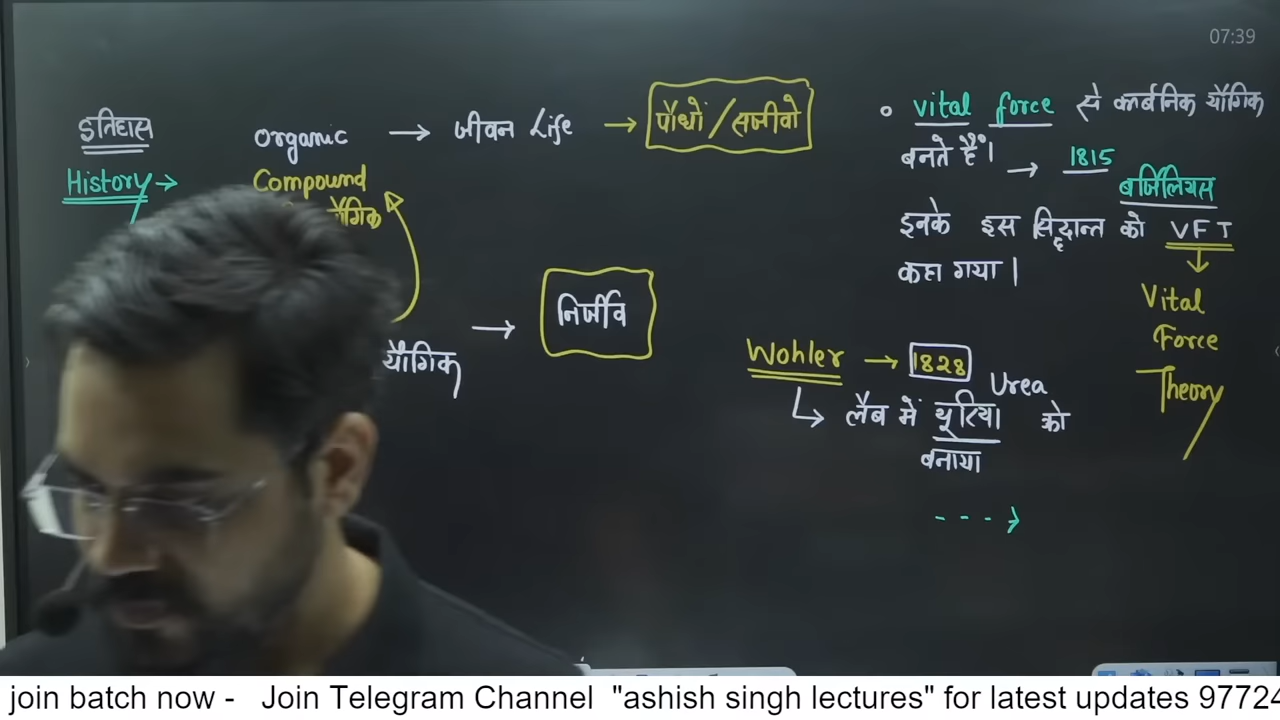 07:39
इतिहास
History →
organic → जीवन Life → पौधों / सजीवो
Compound
यौगिक
यौगिक → निर्जीव
• vital force से कार्बनिक यौगिक
बनते हैं। → 1815
बर्जिलियस
इनके इस सिद्दान्त को VFT
कहा गया |
Vital
Force
Theory
Wohler → 1828
Urea
लैब में यूरिया को
बनाया
join batch now - Join Telegram Channel "ashish singh lectures" for latest updates 97724